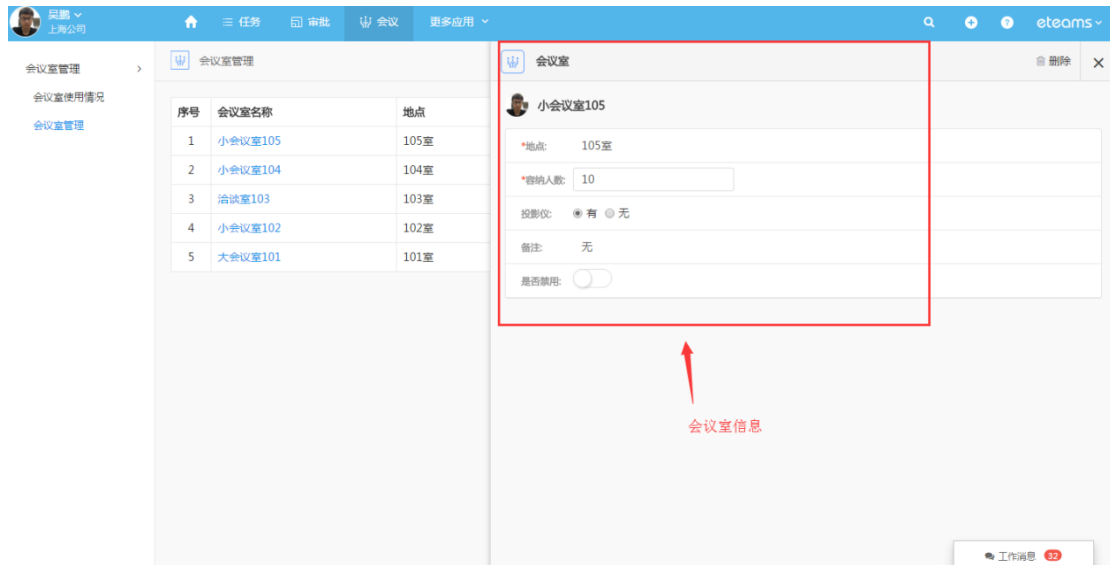 吴鹏
上海公司
任务 审批 会议 更多应用 eteams
会议室管理
会议室使用情况
会议室管理
会议室管理
序号 会议室名称 地点
1 小会议室105 105室
2 小会议室104 104室
3 洽谈室103 103室
4 小会议室102 102室
5 大会议室101 101室
会议室 删除
小会议室105
*地点: 105室
*容纳人数: 10
投影仪: 有 无
备注: 无
是否禁用:
会议室信息
工作消息 32